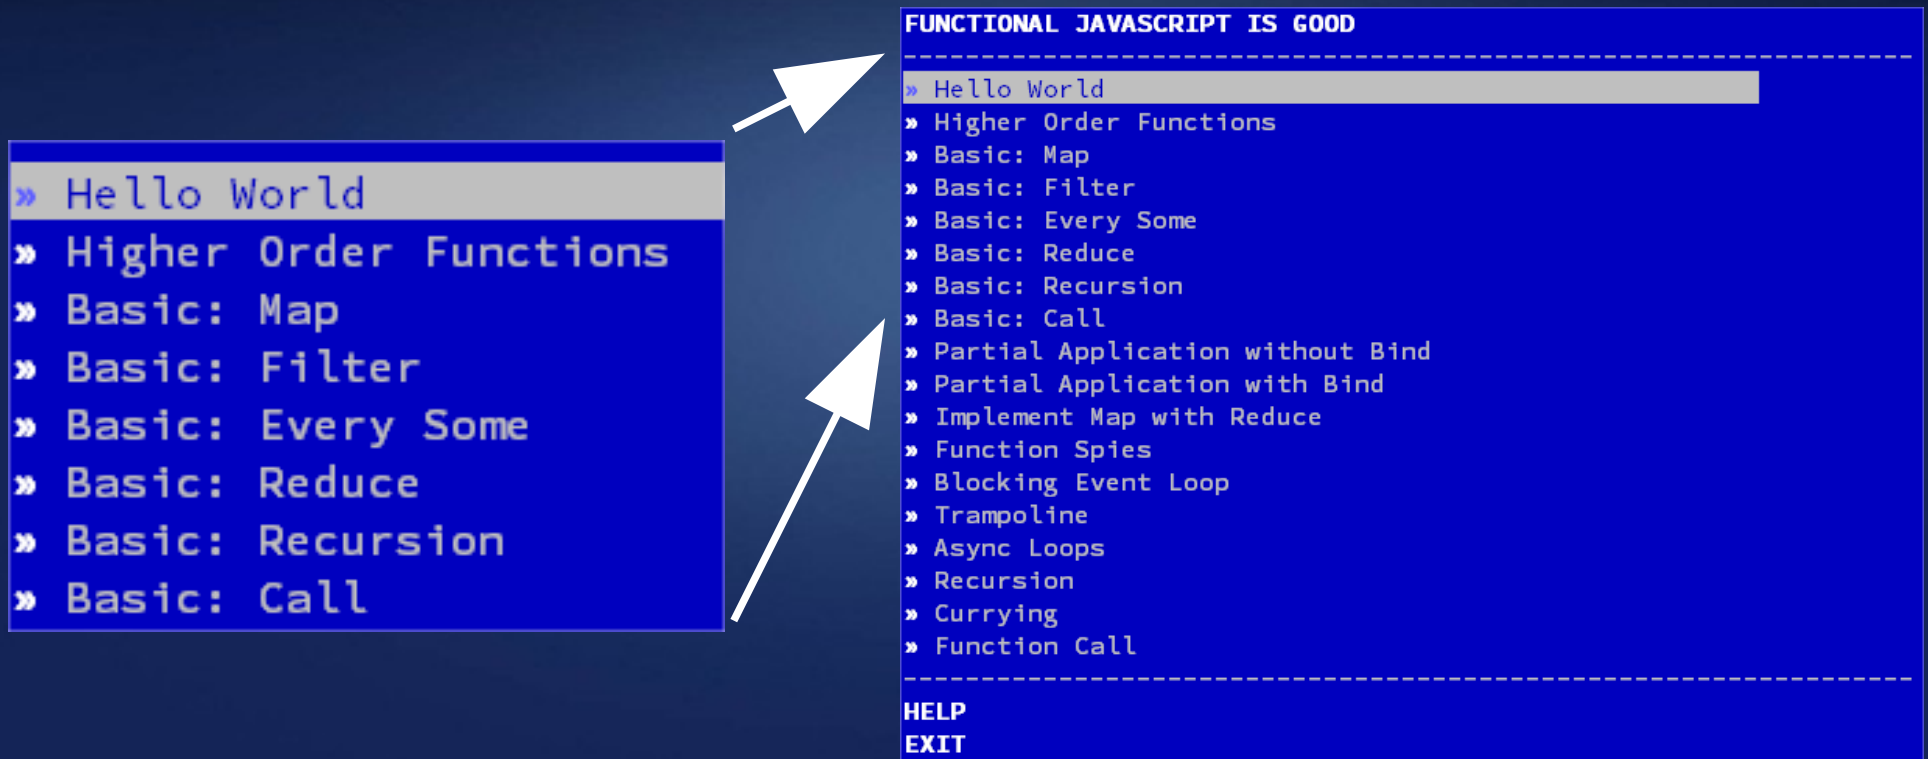 » Hello World
» Higher Order Functions
» Basic: Map
» Basic: Filter
» Basic: Every Some
» Basic: Reduce
» Basic: Recursion
» Basic: Call
FUNCTIONAL JAVASCRIPT IS GOOD
» Hello World
» Higher Order Functions
» Basic: Map
» Basic: Filter
» Basic: Every Some
» Basic: Reduce
» Basic: Recursion
» Basic: Call
» Partial Application without Bind
» Partial Application with Bind
» Implement Map with Reduce
» Function Spies
» Blocking Event Loop
» Trampoline
» Async Loops
» Recursion
» Currying
» Function Call
HELP
EXIT